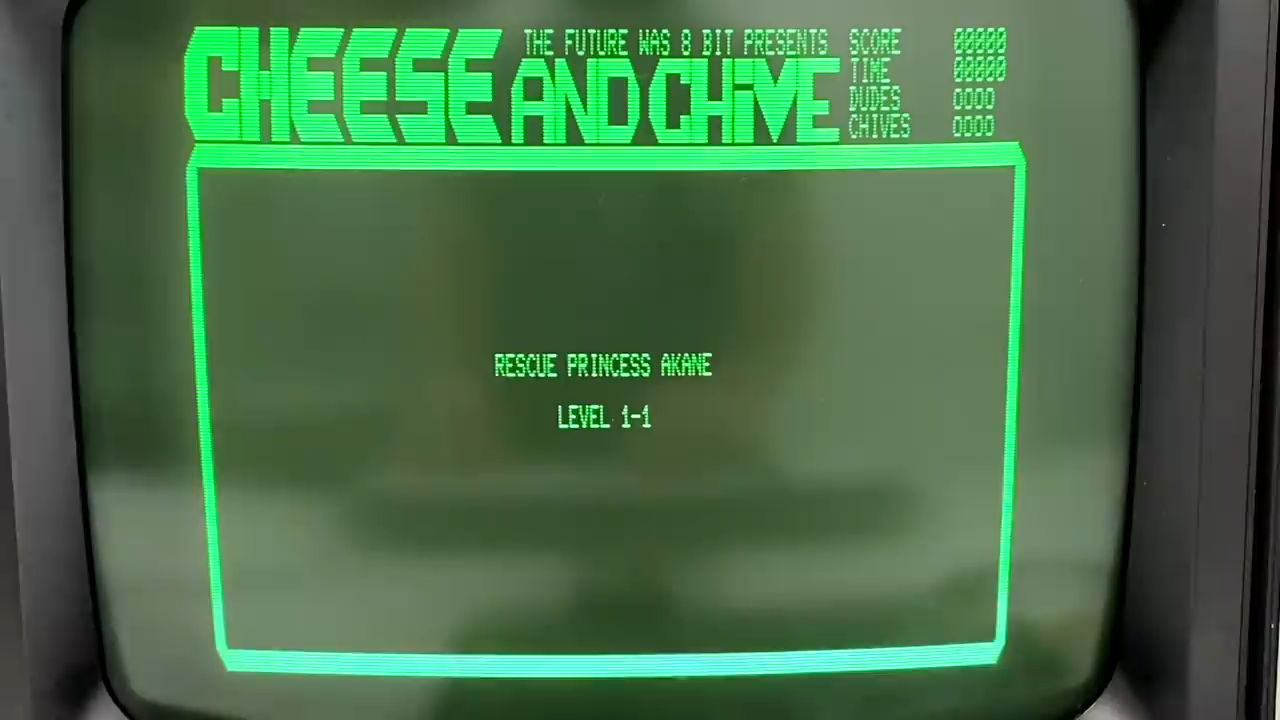 CHEESE AND CHiVE
THE FUTURE WAS 8 BIT PRESENTS
SCORE 00000
TIME 00000
DUDES 0000
CHIVES 0000
RESCUE PRINCESS AKANE
LEVEL 1-1